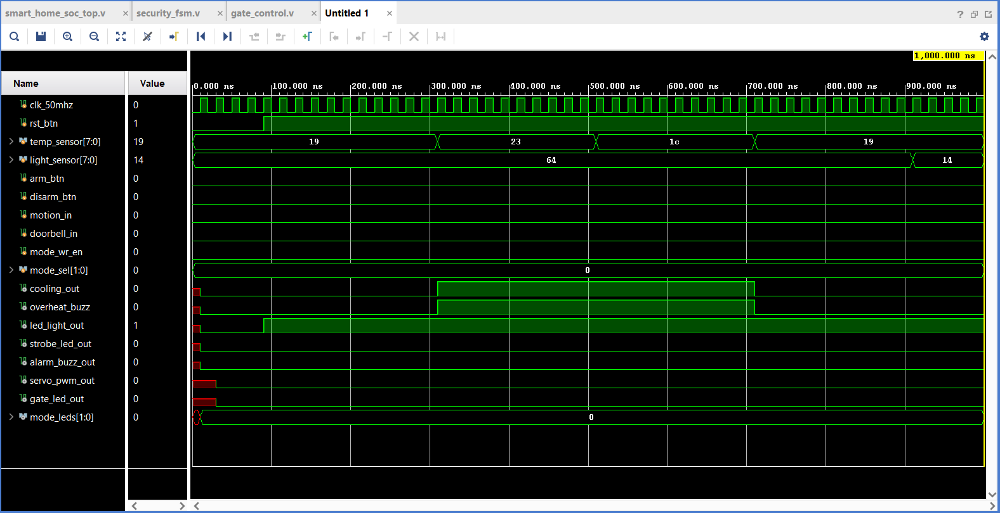 smart_home_soc_top.v × security_fsm.v × gate_control.v × Untitled 1 × ?
1,000.000 ns
Name Value
0.000 ns 100.000 ns 200.000 ns 300.000 ns 400.000 ns 500.000 ns 600.000 ns 700.000 ns 800.000 ns 900.000 ns
clk_50mhz 0
rst_btn 1
temp_sensor[7:0] 19 19 23 1c 19
light_sensor[7:0] 14 64 14
arm_btn 0
disarm_btn 0
motion_in 0
doorbell_in 0
mode_wr_en 0
mode_sel[1:0] 0 0
cooling_out 0
overheat_buzz 0
led_light_out 1
strobe_led_out 0
alarm_buzz_out 0
servo_pwm_out 0
gate_led_out 0
mode_leds[1:0] 0 0